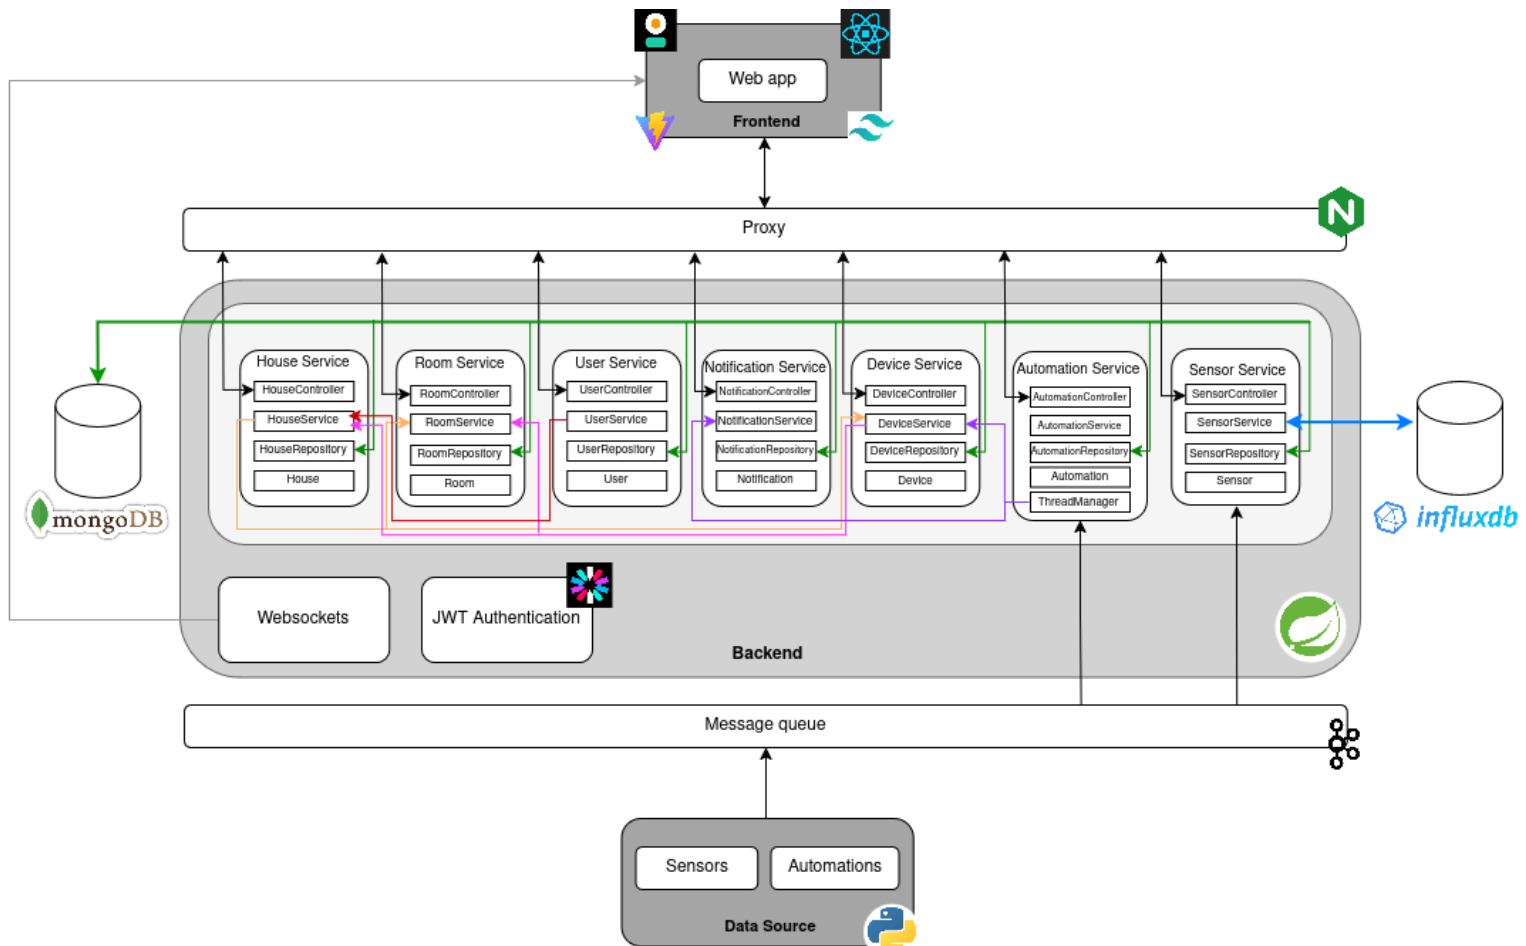 Web app
Frontend
Proxy
House Service
HouseController
HouseService
HouseRepository
House
Room Service
RoomController
RoomService
RoomRepository
Room
User Service
UserController
UserService
UserRepository
User
Notification Service
NotificationController
NotificationService
NotificationRepository
Notification
Device Service
DeviceController
DeviceService
DeviceRepository
Device
Automation Service
AutomationController
AutomationService
AutomationRepository
Automation
ThreadManager
Sensor Service
SensorController
SensorService
SensorRepository
Sensor
mongoDB
influxdb
Websockets
JWT Authentication
Backend
Message queue
Sensors
Automations
Data Source